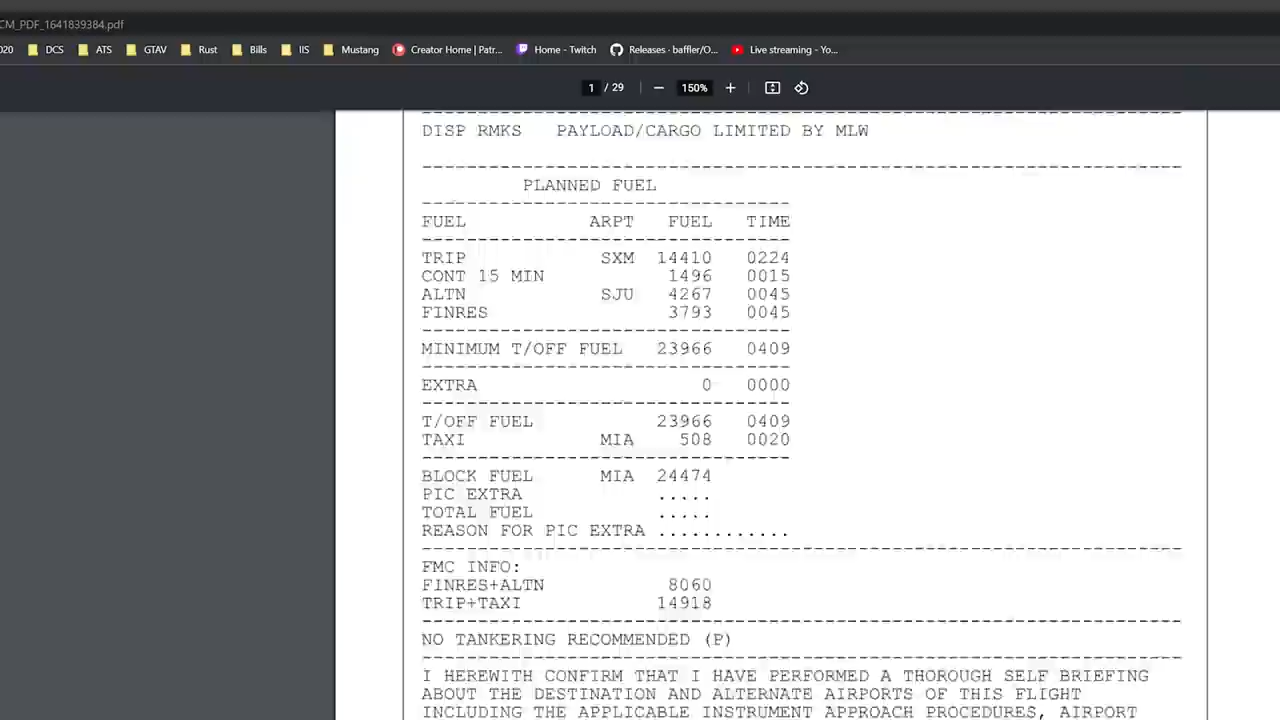 CM_PDF_1641839384.pdf
020 DCS ATS GTAV Rust Bills IIS Mustang Creator Home | Patr... Home - Twitch Releases · baffler/O... Live streaming - Yo...
1 / 29 — 150% +
DISP RMKS PAYLOAD/CARGO LIMITED BY MLW
PLANNED FUEL
FUEL ARPT FUEL TIME
TRIP SXM 14410 0224
CONT 15 MIN 1496 0015
ALTN SJU 4267 0045
FINRES 3793 0045
MINIMUM T/OFF FUEL 23966 0409
EXTRA 0 0000
T/OFF FUEL 23966 0409
TAXI MIA 508 0020
BLOCK FUEL MIA 24474
PIC EXTRA .....
TOTAL FUEL .....
REASON FOR PIC EXTRA ............
FMC INFO:
FINRES+ALTN 8060
TRIP+TAXI 14918
NO TANKERING RECOMMENDED (P)
I HEREWITH CONFIRM THAT I HAVE PERFORMED A THOROUGH SELF BRIEFING
ABOUT THE DESTINATION AND ALTERNATE AIRPORTS OF THIS FLIGHT
INCLUDING THE APPLICABLE INSTRUMENT APPROACH PROCEDURES, AIRPORT